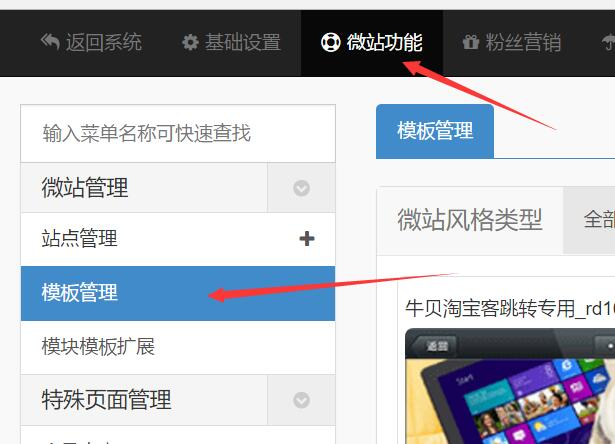 返回系统 基础设置 微站功能 粉丝营销
输入菜单名称可快速查找
模板管理
微站管理
站点管理
微站风格类型 全部
模板管理
牛贝淘宝客跳转专用_rd10
返回
Start
模块模板扩展
特殊页面管理